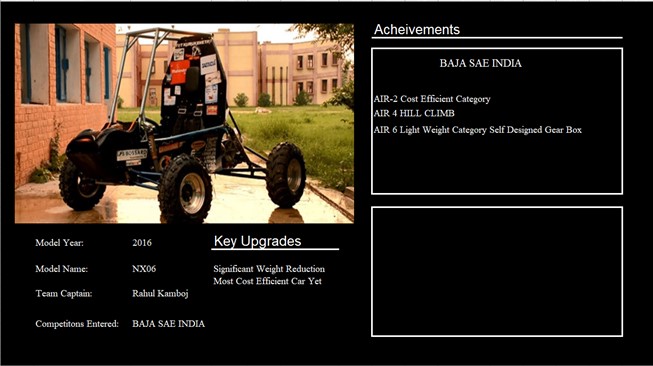 Acheivements
BAJA SAE INDIA
AIR-2 Cost Efficient Category
AIR 4 HILL CLIMB
AIR 6 Light Weight Category Self Designed Gear Box
Model Year: 2016
Model Name: NX06
Team Captain: Rahul Kamboj
Competitons Entered: BAJA SAE INDIA
Key Upgrades
Significant Weight Reduction
Most Cost Efficient Car Yet